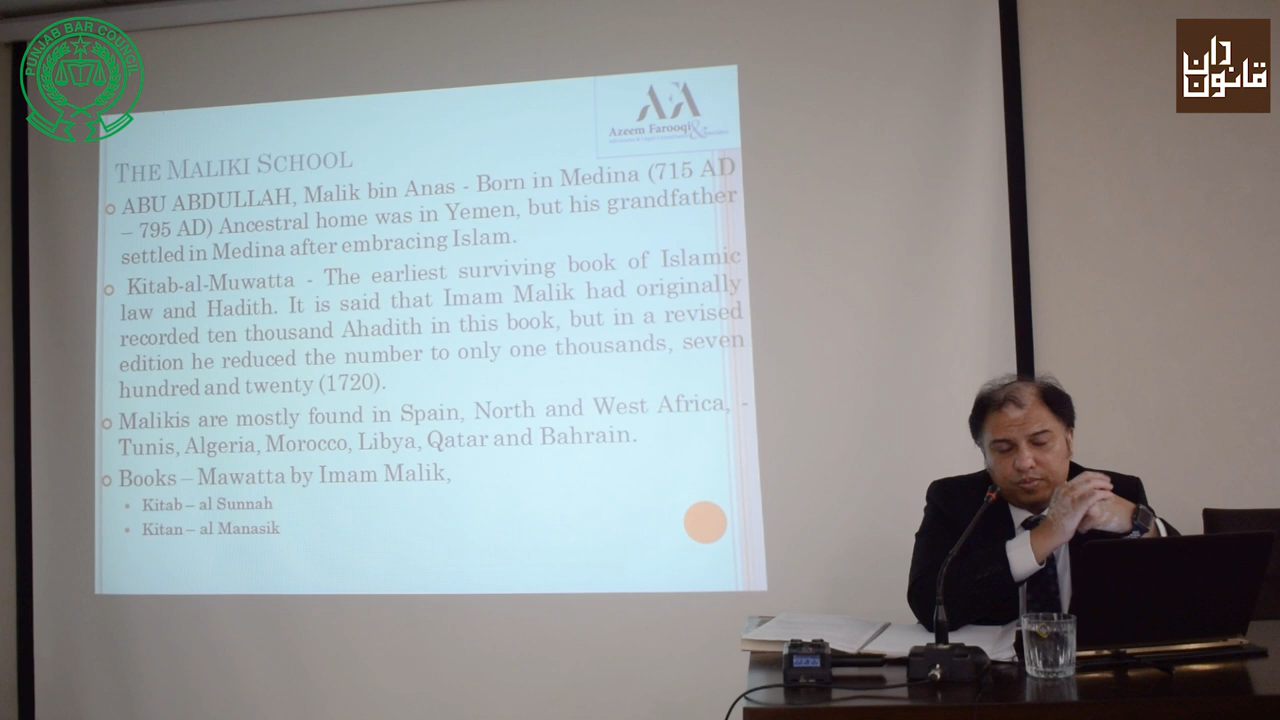 PUNJAB BAR COUNCIL
قانون دان
AFA
Azeem Farooqi &
THE MALIKI SCHOOL
ABU ABDULLAH, Malik bin Anas - Born in Medina (715 AD
– 795 AD) Ancestral home was in Yemen, but his grandfather
settled in Medina after embracing Islam.
Kitab-al-Muwatta - The earliest surviving book of Islamic
law and Hadith. It is said that Imam Malik had originally
recorded ten thousand Ahadith in this book, but in a revised
edition he reduced the number to only one thousands, seven
hundred and twenty (1720).
Malikis are mostly found in Spain, North and West Africa, -
Tunis, Algeria, Morocco, Libya, Qatar and Bahrain.
Books – Mawatta by Imam Malik,
Kitab – al Sunnah
Kitan – al Manasik